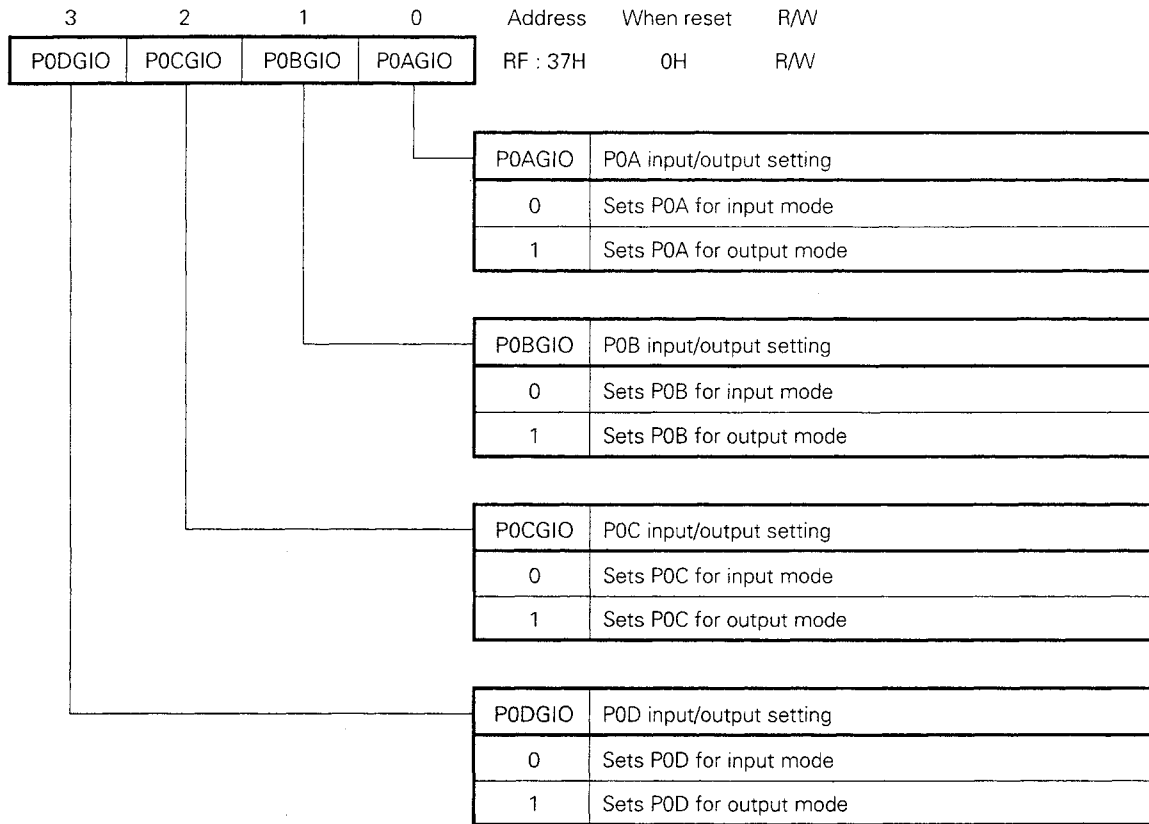 3 2 1 0 Address When reset R/W
P0DGIO P0CGIO P0BGIO P0AGIO RF : 37H 0H R/W
P0AGIO P0A input/output setting
0 Sets P0A for input mode
1 Sets P0A for output mode
P0BGIO P0B input/output setting
0 Sets P0B for input mode
1 Sets P0B for output mode
P0CGIO P0C input/output setting
0 Sets P0C for input mode
1 Sets P0C for output mode
P0DGIO P0D input/output setting
0 Sets P0D for input mode
1 Sets P0D for output mode